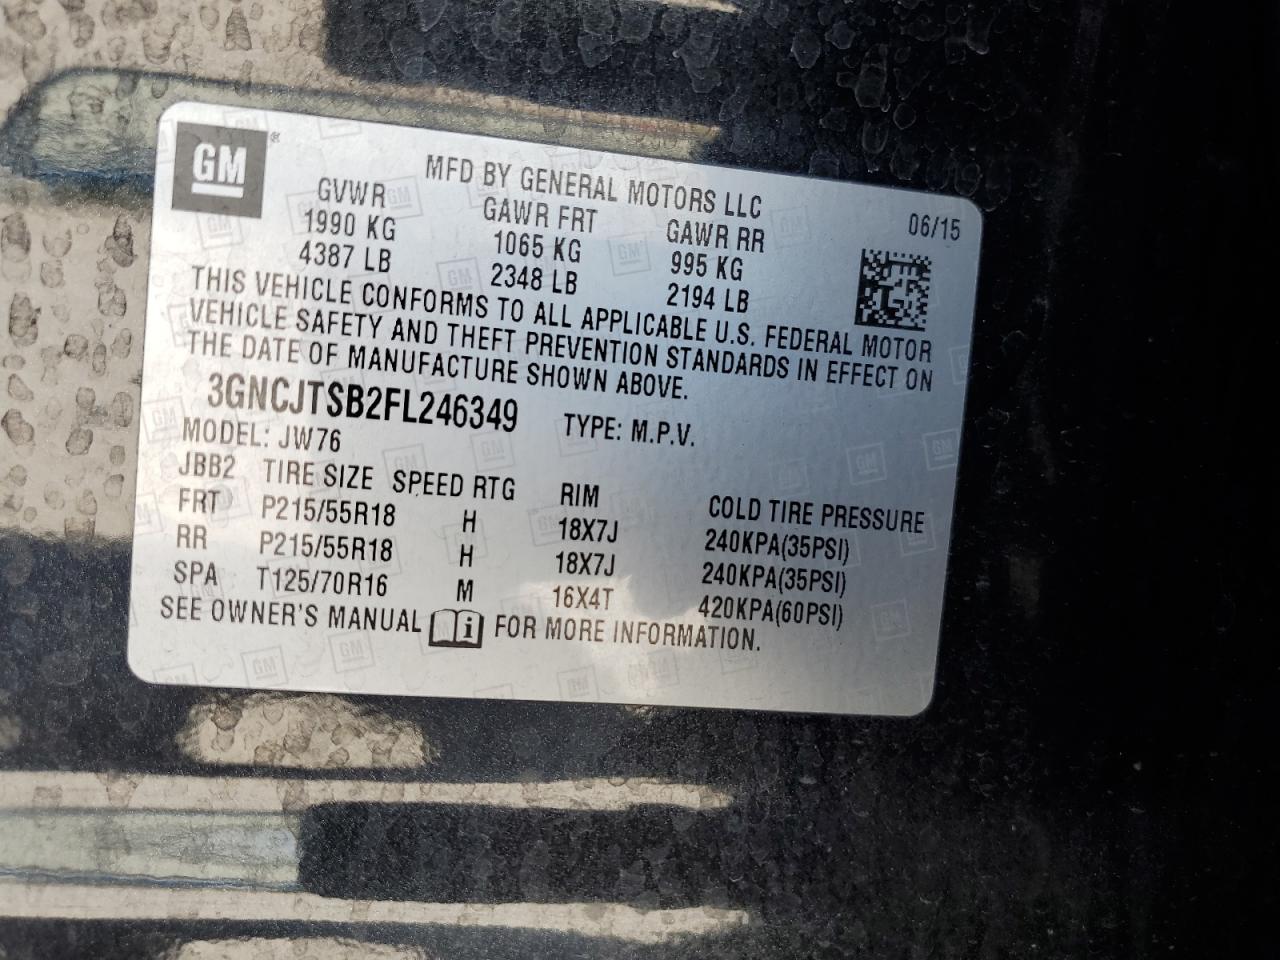 GM
MFD BY GENERAL MOTORS LLC
06/15
GVWR GAWR FRT GAWR RR
1990 KG 1065 KG 995 KG
4387 LB 2348 LB 2194 LB
THIS VEHICLE CONFORMS TO ALL APPLICABLE U.S. FEDERAL MOTOR
VEHICLE SAFETY AND THEFT PREVENTION STANDARDS IN EFFECT ON
THE DATE OF MANUFACTURE SHOWN ABOVE.
3GNCJTSB2FL246349 TYPE: M.P.V.
MODEL: JW76
JBB2 TIRE SIZE SPEED RTG RIM COLD TIRE PRESSURE
FRT P215/55R18 H 18X7J 240KPA(35PSI)
RR P215/55R18 H 18X7J 240KPA(35PSI)
SPA T125/70R16 M 16X4T 420KPA(60PSI)
SEE OWNER'S MANUAL i FOR MORE INFORMATION.